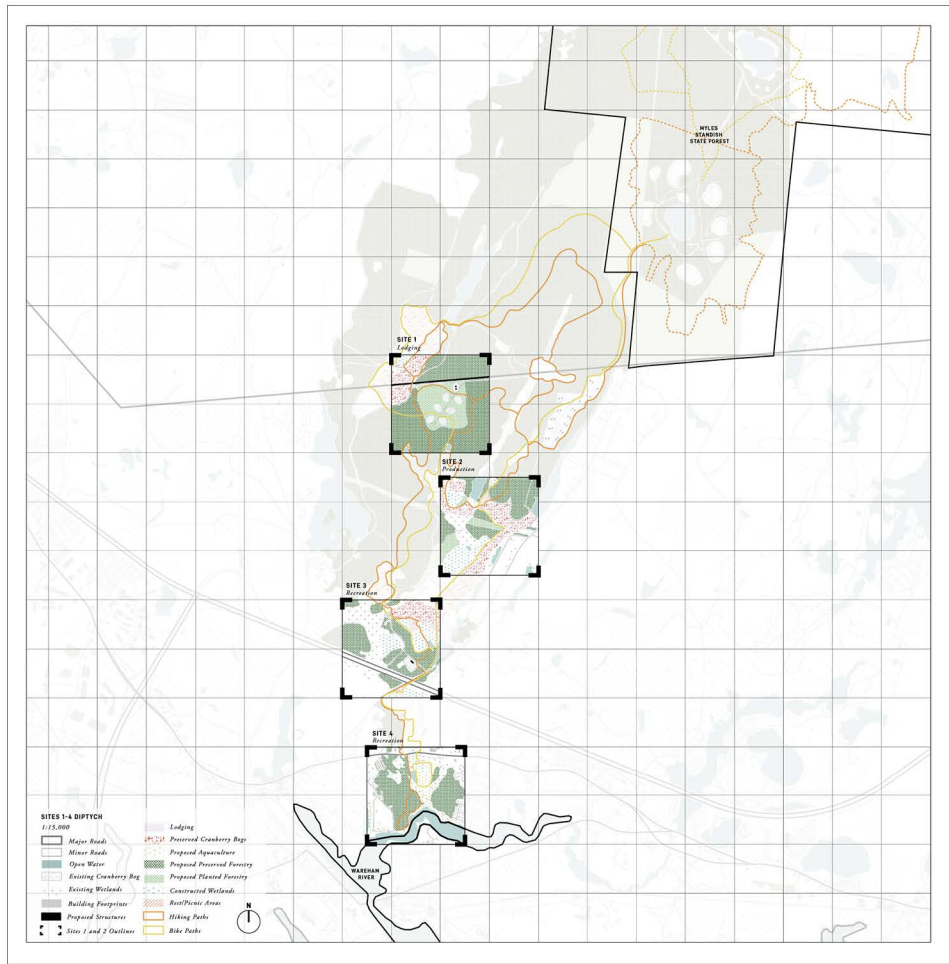 MYLES
STANDISH
STATE FOREST
SITE 1
Lodging
SITE 2
Production
SITE 3
Recreation
SITE 4
Recreation
WAREHAM
RIVER
SITES 1-4 DIPTYCH
1:15,000
Major Roads
Minor Roads
Open Water
Existing Cranberry Bog
Existing Wetlands
Building Footprints
Proposed Structures
Sites 1 and 2 Outlines
Lodging
Preserved Cranberry Bogs
Proposed Aquaculture
Proposed Preserved Forestry
Proposed Planted Forestry
Constructed Wetlands
Rest/Picnic Areas
Hiking Paths
Bike Paths
N